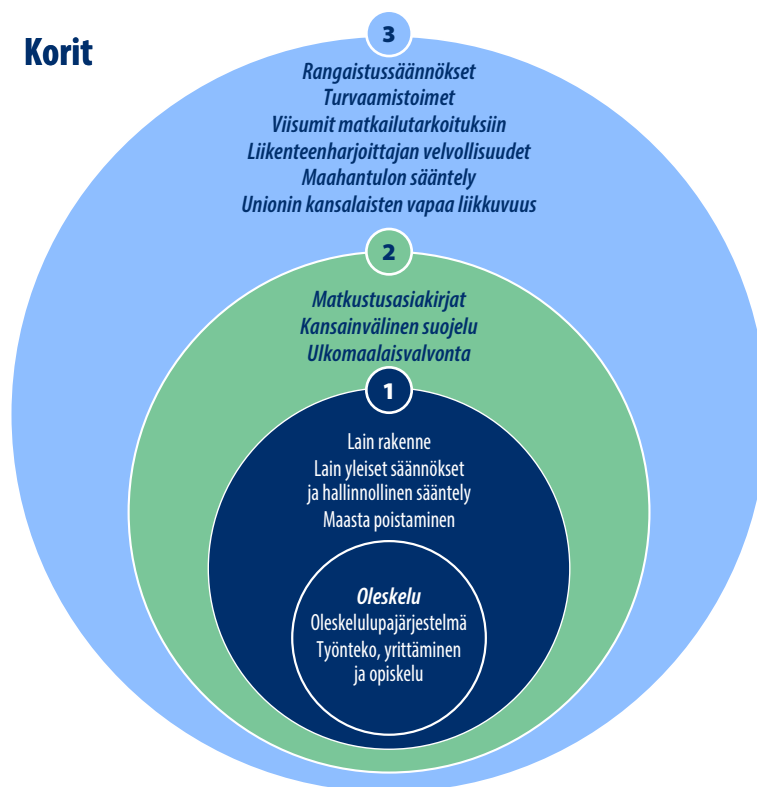 Korit
3
Rangaistussäännökset
Turvaamistoimet
Viisumit matkailutarkoituksiin
Liikenteenharjoittajan velvollisuudet
Maahantulon sääntely
Unionin kansalaisten vapaa liikkuvuus
2
Matkustusasiakirjat
Kansainvälinen suojelu
Ulkomaalaisvalvonta
1
Lain rakenne
Lain yleiset säännökset
ja hallinnollinen sääntely
Maasta poistaminen
Oleskelu
Oleskelulupajärjestelmä
Työnteko, yrittäminen
ja opiskelu